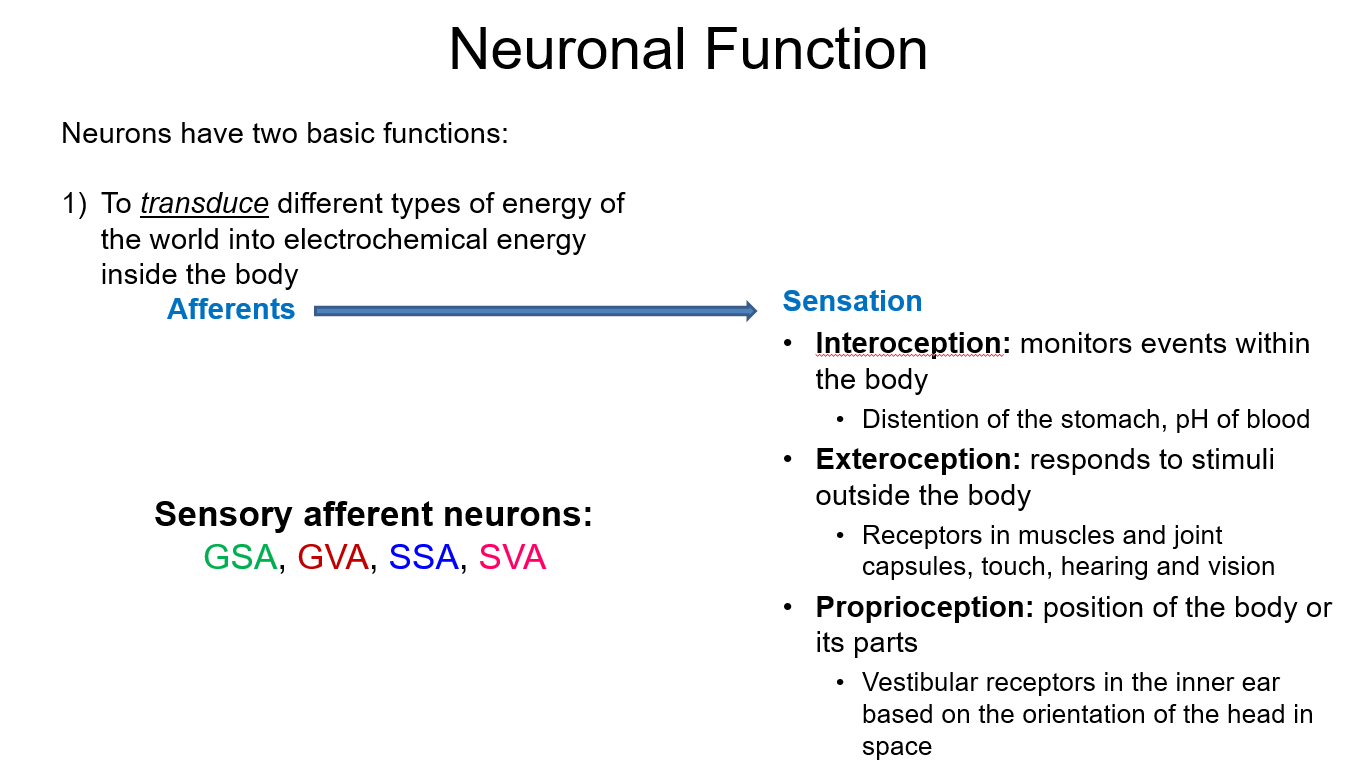 Neuronal Function
Neurons have two basic functions:
1) To transduce different types of energy of
the world into electrochemical energy
inside the body
Afferents
Sensory afferent neurons:
GSA, GVA, SSA, SVA
Sensation
• Interoception: monitors events within
the body
• Distention of the stomach, pH of blood
• Exteroception: responds to stimuli
outside the body
• Receptors in muscles and joint
capsules, touch, hearing and vision
• Proprioception: position of the body or
its parts
• Vestibular receptors in the inner ear
based on the orientation of the head in
space